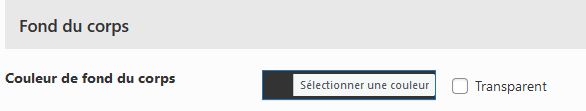 Fond du corps
Couleur de fond du corps
Sélectionner une couleur
Transparent